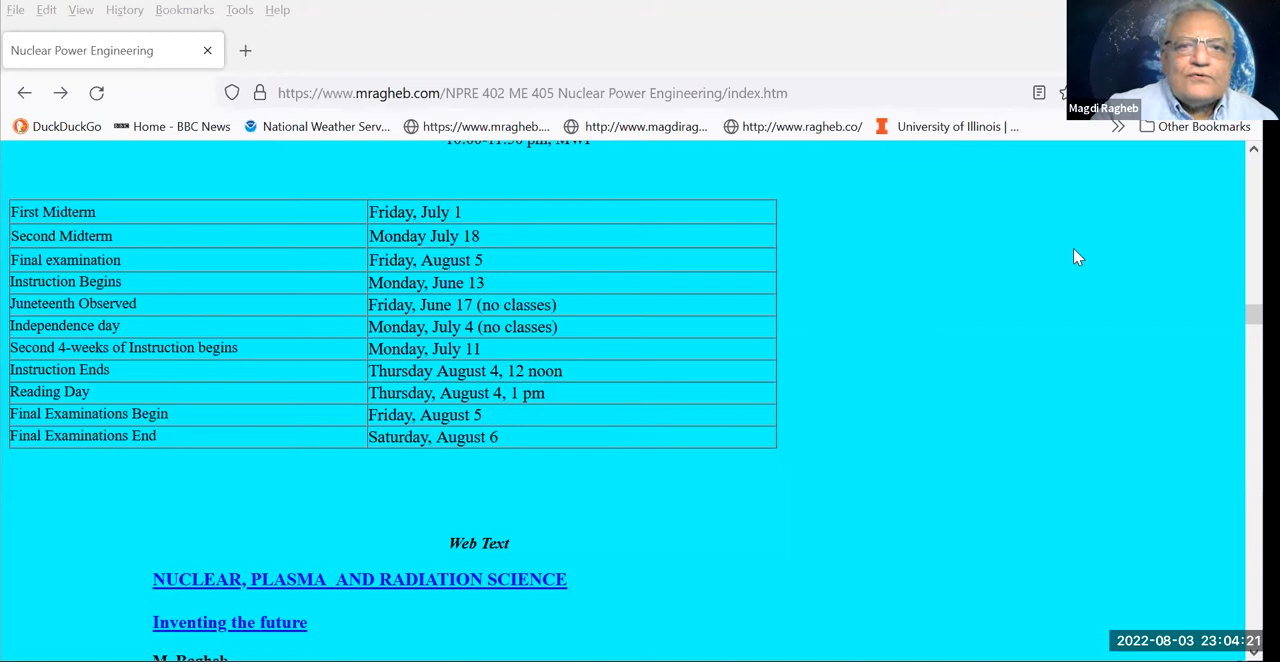 File Edit View History Bookmarks Tools Help
Nuclear Power Engineering
https://www.mragheb.com/NPRE 402 ME 405 Nuclear Power Engineering/index.htm
Magdi Ragheb
DuckDuckGo Home - BBC News National Weather Serv... https://www.mragheb.... http://www.magdirag... http://www.ragheb.co/ University of Illinois | ... Other Bookmarks
First Midterm Friday, July 1
Second Midterm Monday July 18
Final examination Friday, August 5
Instruction Begins Monday, June 13
Juneteenth Observed Friday, June 17 (no classes)
Independence day Monday, July 4 (no classes)
Second 4-weeks of Instruction begins Monday, July 11
Instruction Ends Thursday August 4, 12 noon
Reading Day Thursday, August 4, 1 pm
Final Examinations Begin Friday, August 5
Final Examinations End Saturday, August 6
Web Text
NUCLEAR, PLASMA AND RADIATION SCIENCE
Inventing the future
M. Ragheb
2022-08-03 23:04:21